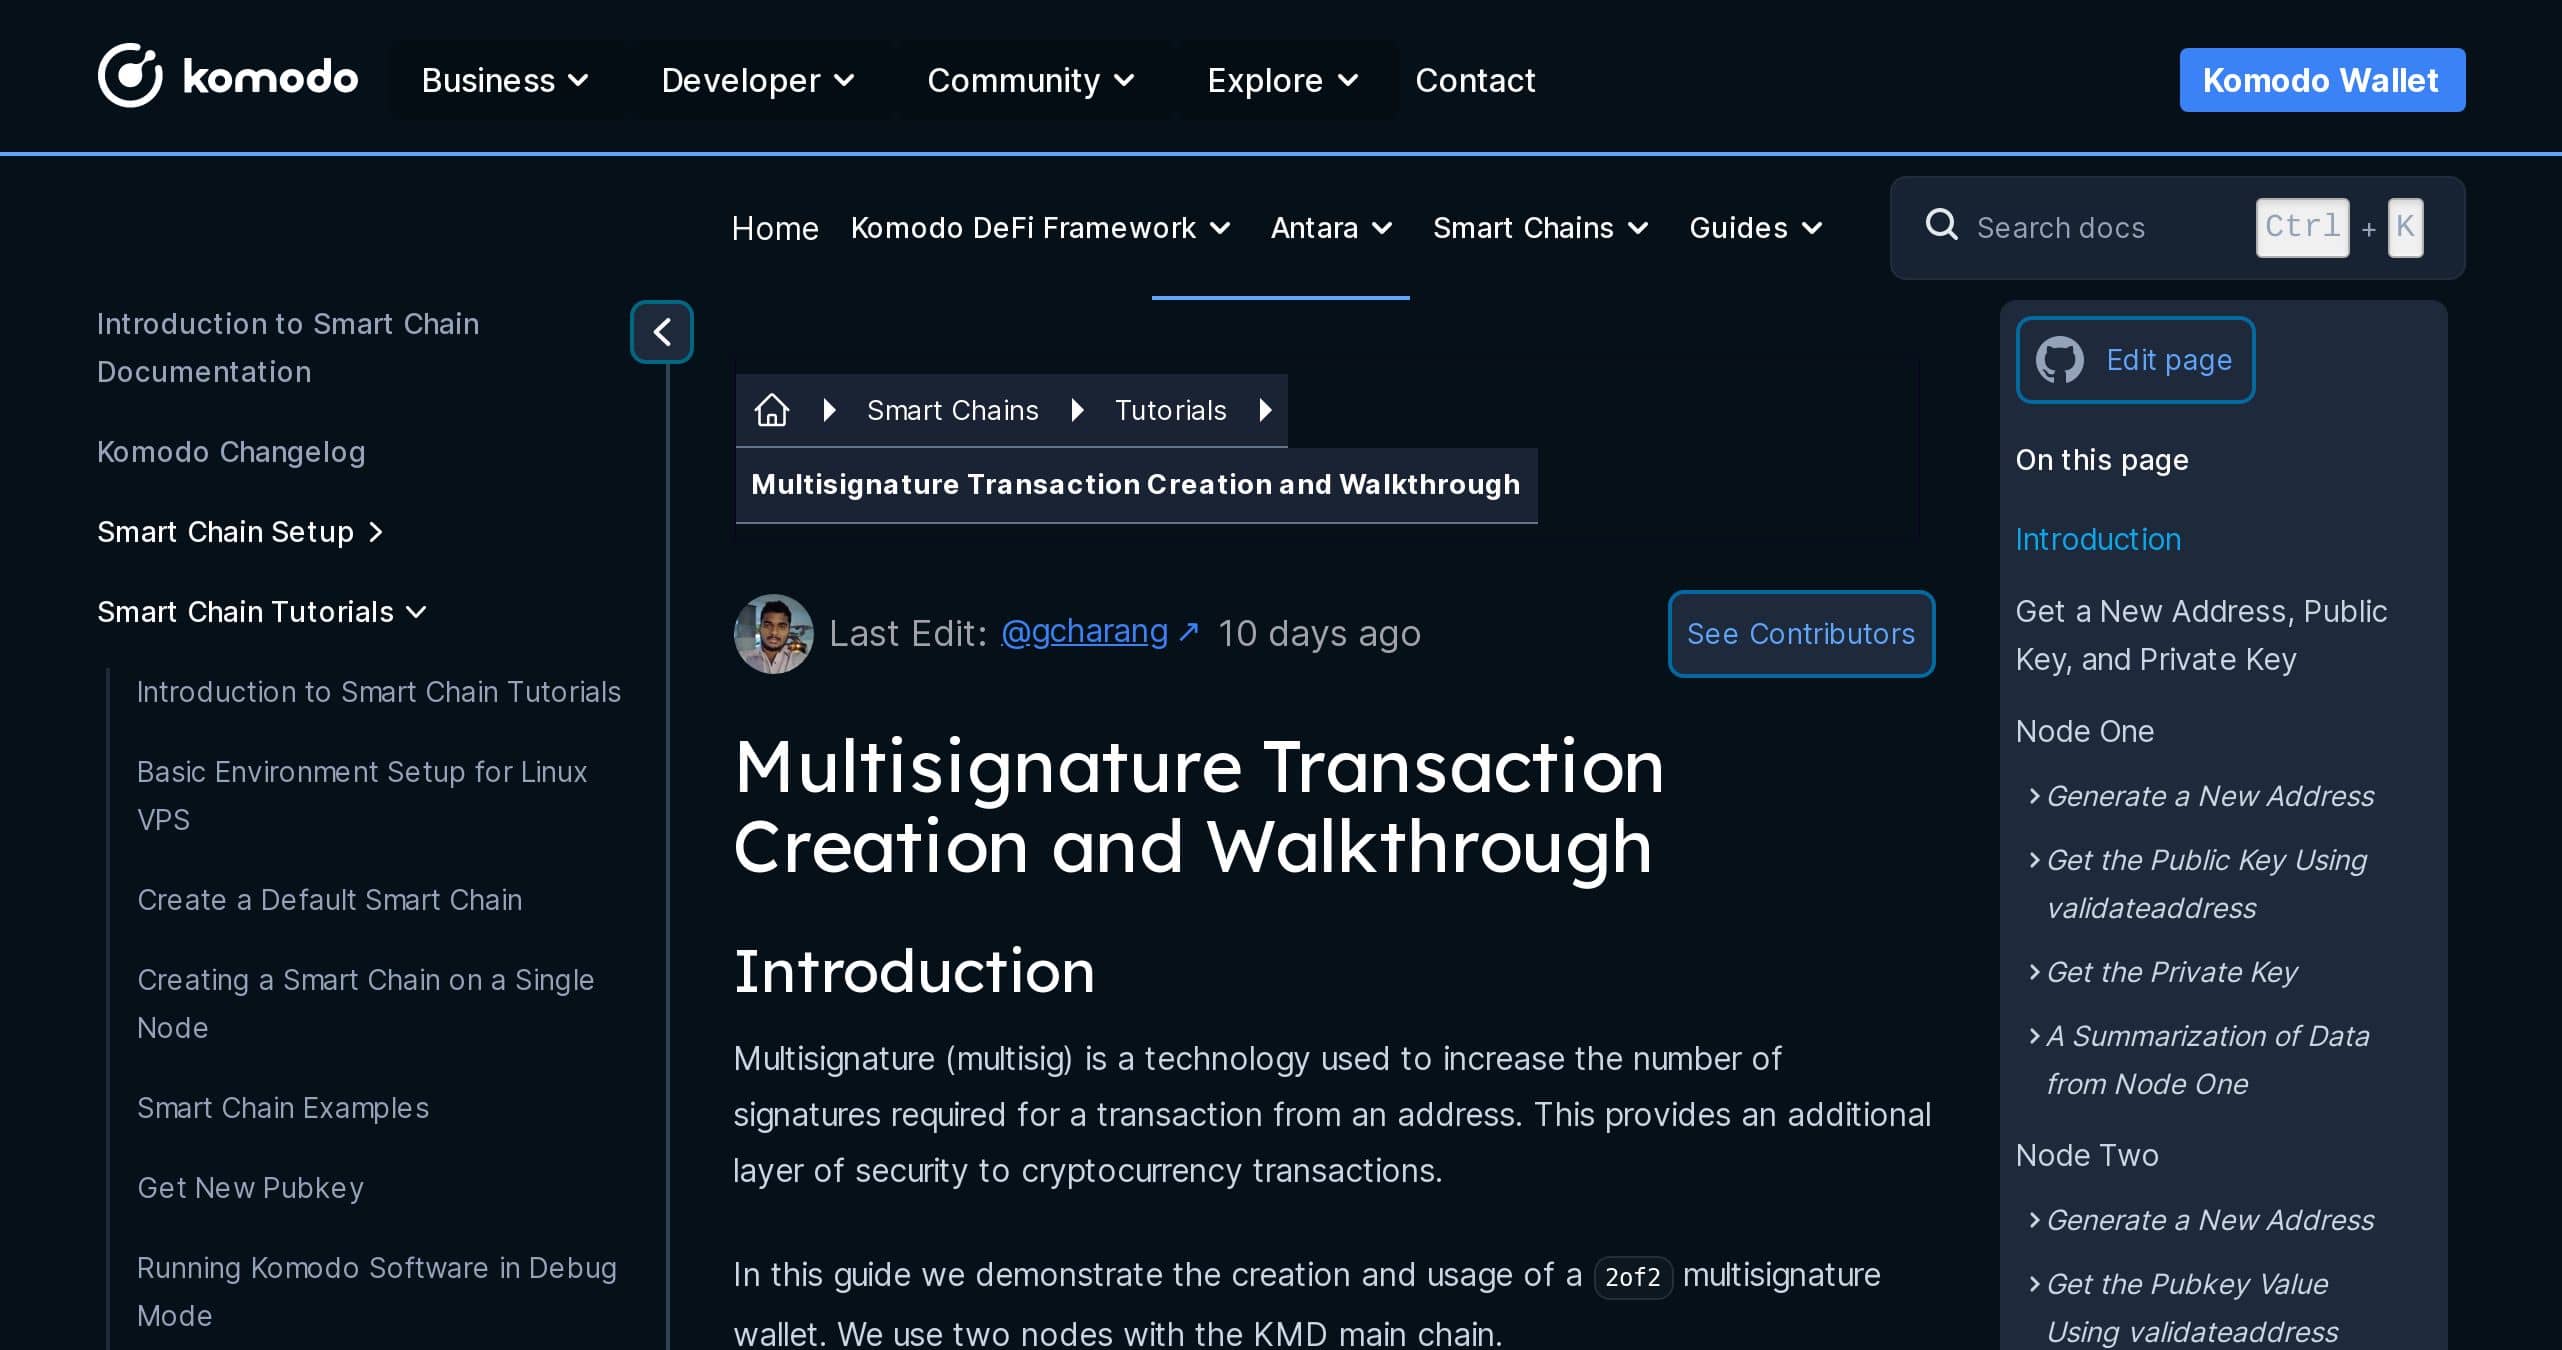 komodo
Business
Developer
Community
Explore
Contact
Komodo Wallet
Home
Komodo DeFi Framework
Antara
Smart Chains
Guides
Search docs
Ctrl + K
Introduction to Smart Chain
Documentation
Komodo Changelog
Smart Chain Setup
Smart Chain Tutorials
Introduction to Smart Chain Tutorials
Basic Environment Setup for Linux
VPS
Create a Default Smart Chain
Creating a Smart Chain on a Single
Node
Smart Chain Examples
Get New Pubkey
Running Komodo Software in Debug
Mode
Smart Chains
Tutorials
Multisignature Transaction Creation and Walkthrough
Last Edit: @gcharang ↗ 10 days ago
See Contributors
Multisignature Transaction
Creation and Walkthrough
Introduction
Multisignature (multisig) is a technology used to increase the number of
signatures required for a transaction from an address. This provides an additional
layer of security to cryptocurrency transactions.
In this guide we demonstrate the creation and usage of a 2of2 multisignature
wallet. We use two nodes with the KMD main chain.
Edit page
On this page
Introduction
Get a New Address, Public
Key, and Private Key
Node One
Generate a New Address
Get the Public Key Using
validateaddress
Get the Private Key
A Summarization of Data
from Node One
Node Two
Generate a New Address
Get the Pubkey Value
Using validateaddress